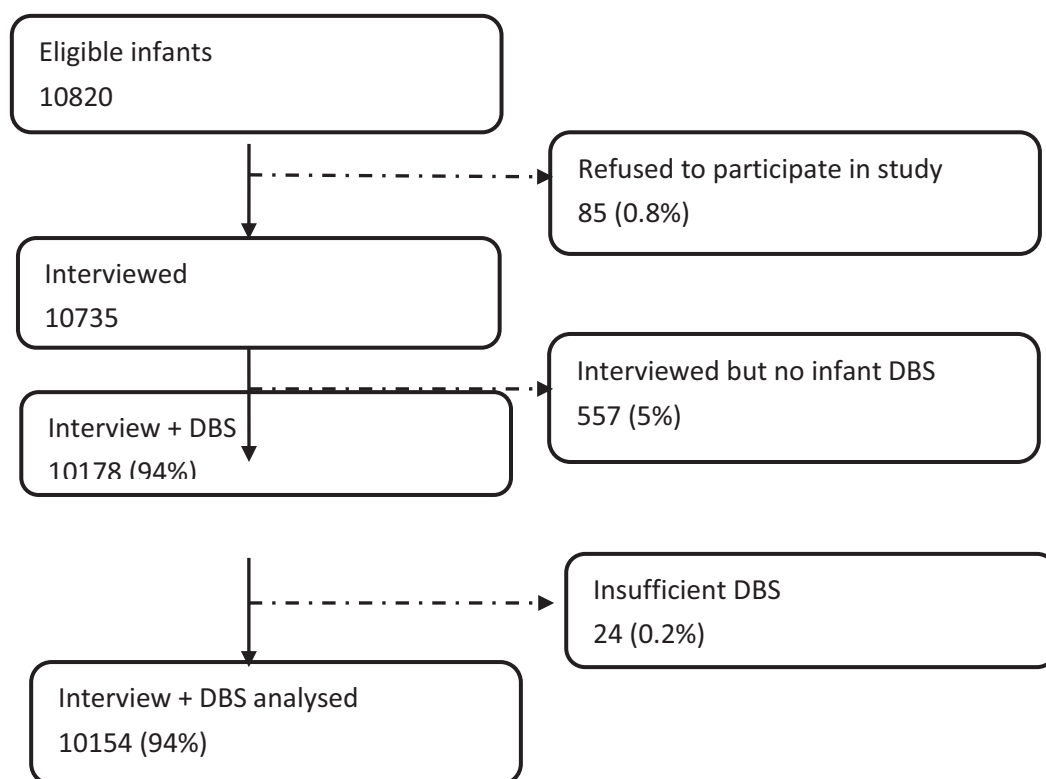 Eligible infants
10820
Refused to participate in study
85 (0.8%)
Interviewed
10735
Interviewed but no infant DBS
557 (5%)
Interview + DBS
10178 (94%)
Insufficient DBS
24 (0.2%)
Interview + DBS analysed
10154 (94%)